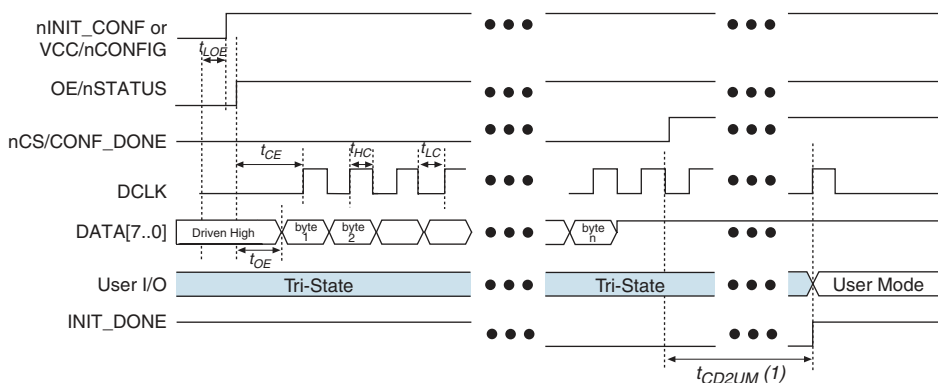 nINIT_CONF or
VCC/nCONFIG
tLOE
OE/nSTATUS
nCS/CONF_DONE
tCE
tHC
tLC
DCLK
DATA[7..0]
Driven High
byte
1
byte
2
byte
n
tOE
User I/O
Tri-State
Tri-State
User Mode
INIT_DONE
tCD2UM (1)